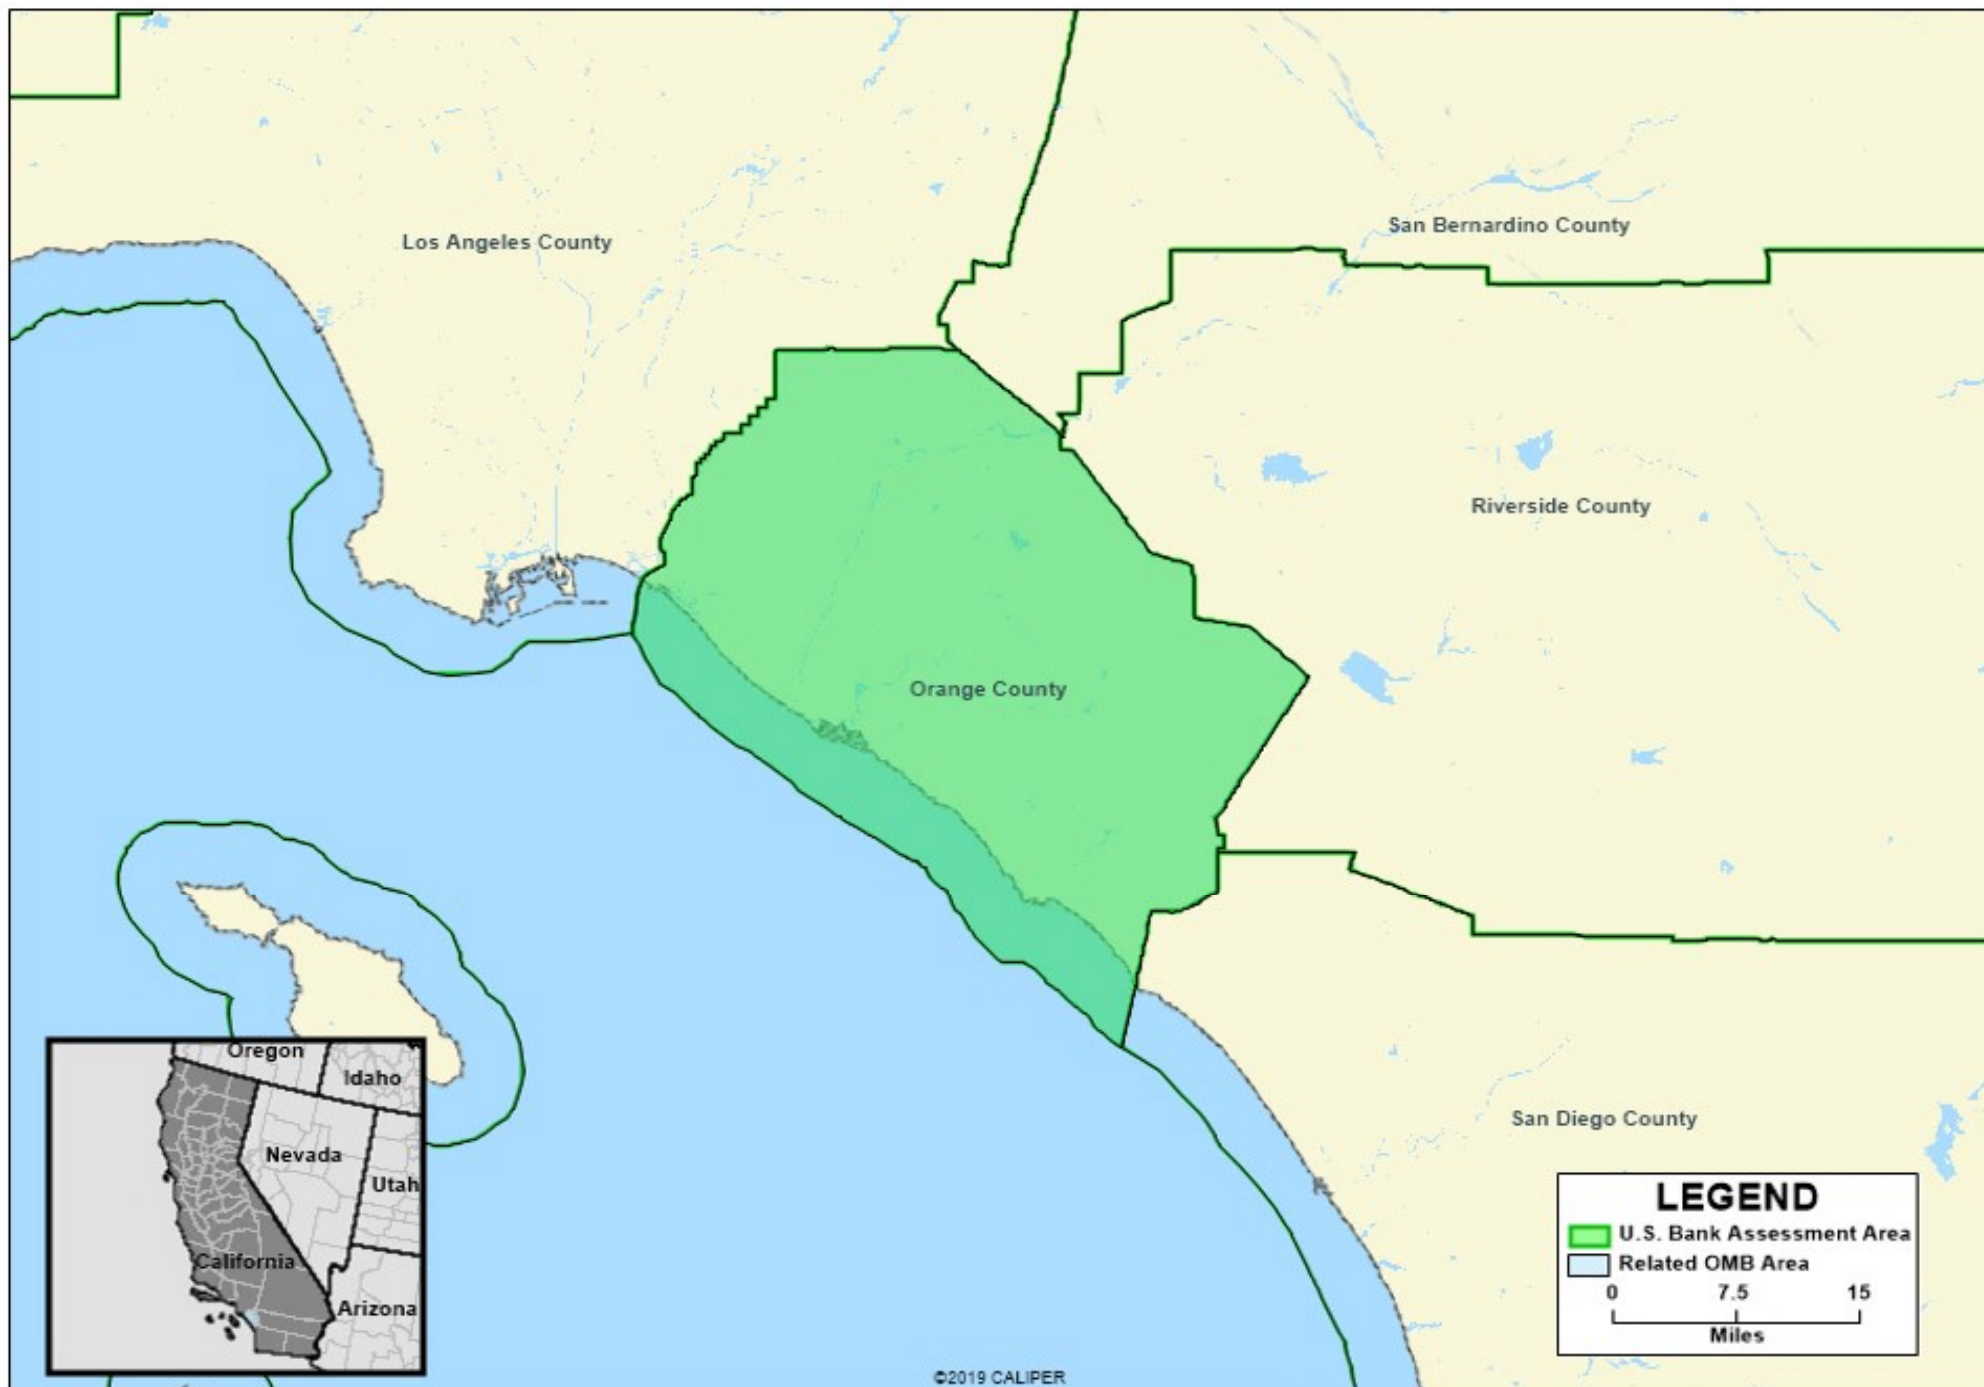 Los Angeles County
San Bernardino County
Riverside County
Orange County
San Diego County
Oregon
Idaho
Nevada
Utah
California
Arizona
LEGEND
U.S. Bank Assessment Area
Related OMB Area
0 7.5 15
Miles
©2019 CALIPER